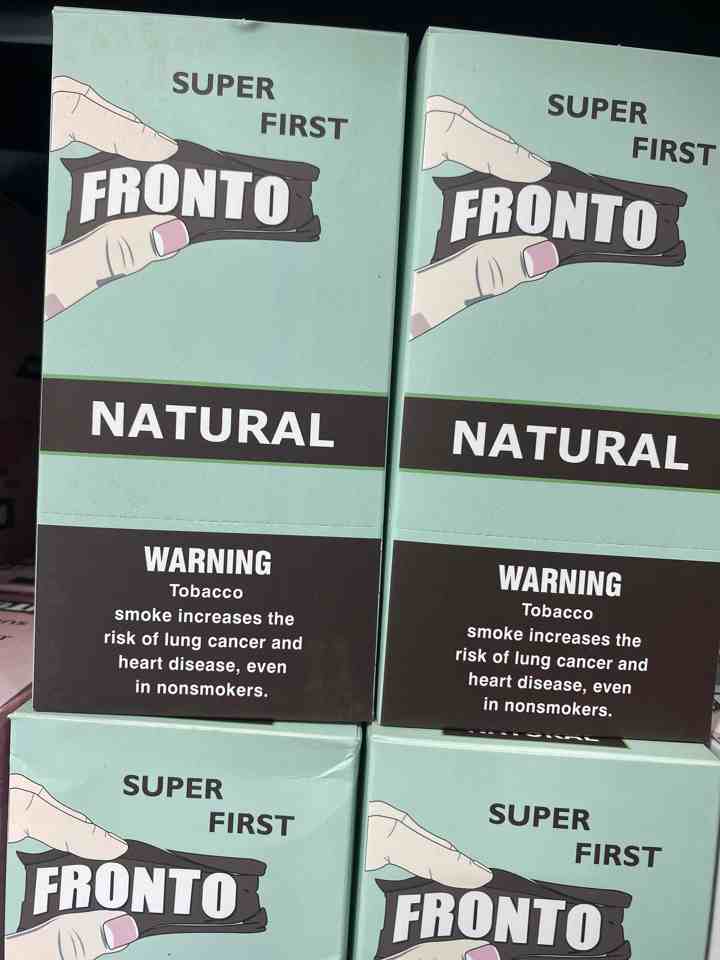 SUPER
FIRST
FRONTO
NATURAL
WARNING
Tobacco
smoke increases the
risk of lung cancer and
heart disease, even
in nonsmokers.
SUPER
FIRST
FRONTO
NATURAL
WARNING
Tobacco
smoke increases the
risk of lung cancer and
heart disease, even
in nonsmokers.
SUPER
FIRST
FRONTO
NATURAL
SUPER
FIRST
FRONTO